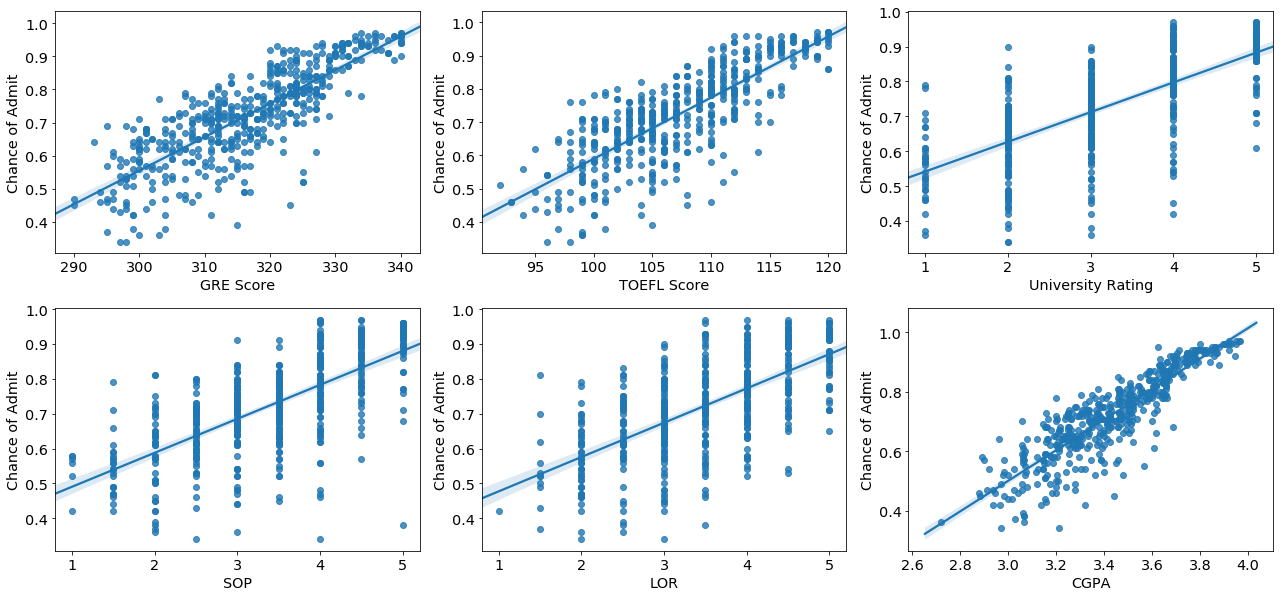 Chance of Admit
1.0
0.9
0.8
0.7
0.6
0.5
0.4
290 300 310 320 330 340
GRE Score
Chance of Admit
1.0
0.9
0.8
0.7
0.6
0.5
0.4
95 100 105 110 115 120
TOEFL Score
Chance of Admit
1.0
0.9
0.8
0.7
0.6
0.5
0.4
1 2 3 4 5
University Rating
Chance of Admit
1.0
0.9
0.8
0.7
0.6
0.5
0.4
1 2 3 4 5
SOP
Chance of Admit
1.0
0.9
0.8
0.7
0.6
0.5
0.4
1 2 3 4 5
LOR
Chance of Admit
1.0
0.8
0.6
0.4
2.6 2.8 3.0 3.2 3.4 3.6 3.8 4.0
CGPA